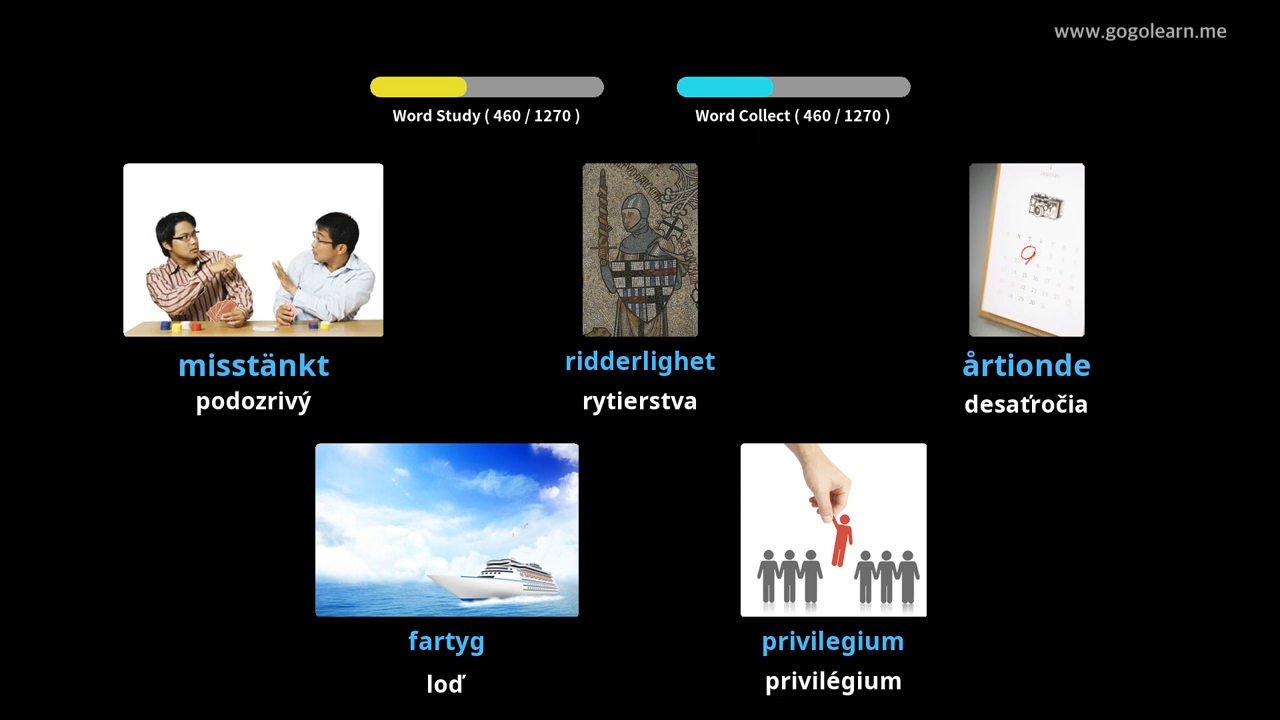 www.gogolearn.me
Word Study ( 460 / 1270 )
Word Collect ( 460 / 1270 )
misstänkt
podozrivý
ridderlighet
rytierstva
årtionde
desaťročia
fartyg
loď
privilegium
privilégium